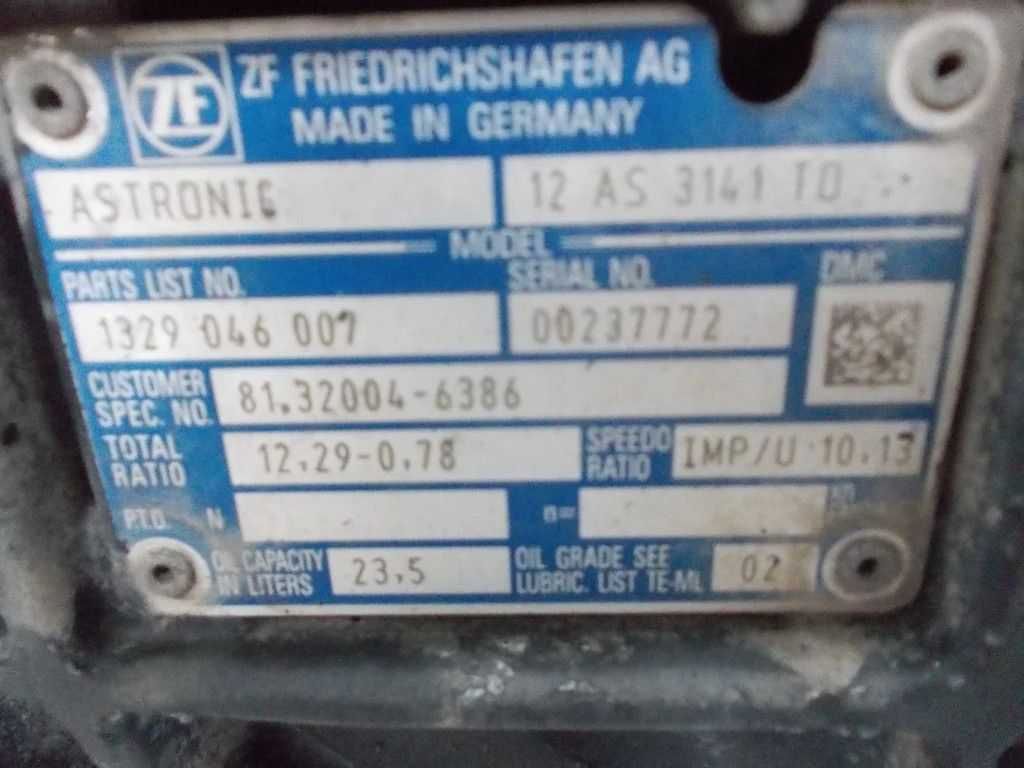 ZF
ZF FRIEDRICHSHAFEN AG
MADE IN GERMANY
ASTRONIC
12 AS 3141 TO
MODEL
PARTS LIST NO.
SERIAL NO.
DMC
1329 046 007
00237772
CUSTOMER
SPEC. NO.
81.32004-6386
TOTAL
RATIO
12.29-0.78
SPEEDO
RATIO
IMP/U 10.13
P.T.O. N
n=
OIL CAPACITY
IN LITERS
23.5
OIL GRADE SEE
LUBRIC. LIST TE-ML
02